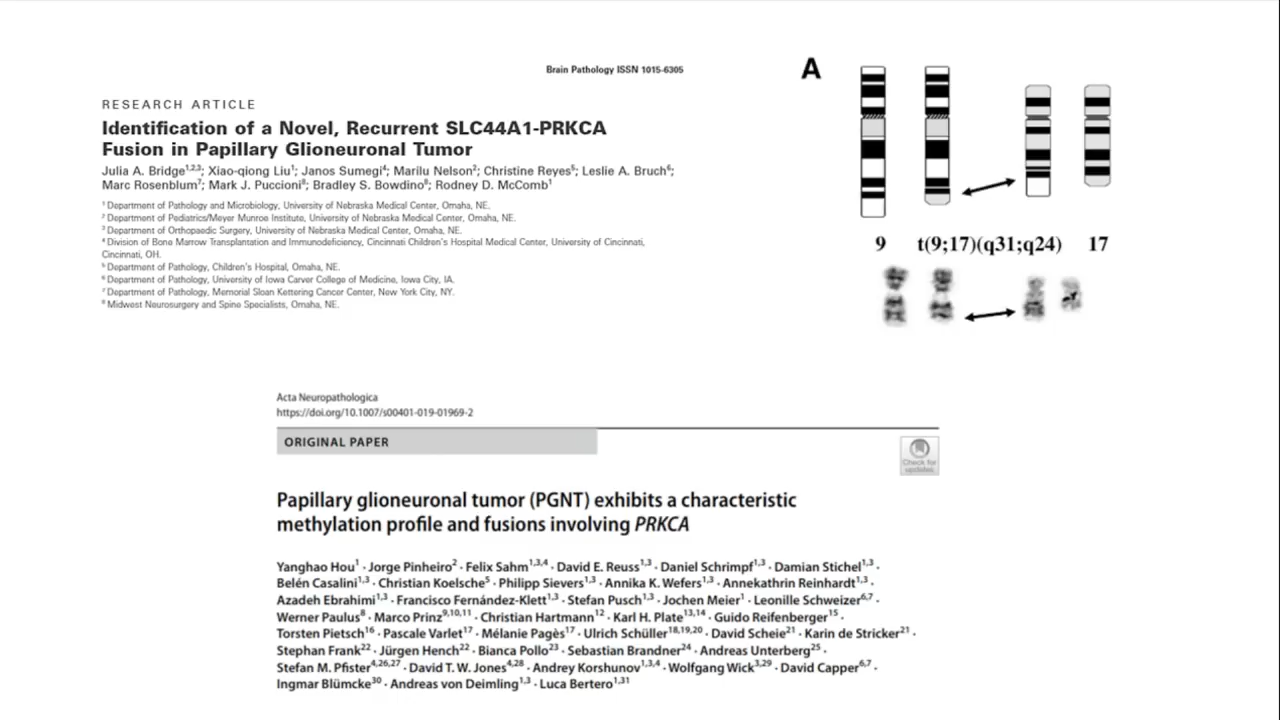 Brain Pathology ISSN 1015-6305
RESEARCH ARTICLE
Identification of a Novel, Recurrent SLC44A1-PRKCA
Fusion in Papillary Glioneuronal Tumor
Julia A. Bridge1,2,3; Xiao-qiong Liu1; Janos Sumegi4; Marilu Nelson2; Christine Reyes5; Leslie A. Bruch6;
Marc Rosenblum7; Mark J. Puccioni8; Bradley S. Bowdino8; Rodney D. McComb1
1 Department of Pathology and Microbiology, University of Nebraska Medical Center, Omaha, NE.
2 Department of Pediatrics/Meyer Munroe Institute, University of Nebraska Medical Center, Omaha, NE.
3 Department of Orthopaedic Surgery, University of Nebraska Medical Center, Omaha, NE.
4 Division of Bone Marrow Transplantation and Immunodeficiency, Cincinnati Children's Hospital Medical Center, University of Cincinnati,
Cincinnati, OH.
5 Department of Pathology, Children's Hospital, Omaha, NE.
6 Department of Pathology, University of Iowa Carver College of Medicine, Iowa City, IA.
7 Department of Pathology, Memorial Sloan Kettering Cancer Center, New York City, NY.
8 Midwest Neurosurgery and Spine Specialists, Omaha, NE.
A
9 t(9;17)(q31;q24) 17
Acta Neuropathologica
https://doi.org/10.1007/s00401-019-01969-2
ORIGINAL PAPER
Check for
updates
Papillary glioneuronal tumor (PGNT) exhibits a characteristic
methylation profile and fusions involving PRKCA
Yanghao Hou1 · Jorge Pinheiro2 · Felix Sahm1,3,4 · David E. Reuss1,3 · Daniel Schrimpf1,3 · Damian Stichel1,3 ·
Belén Casalini1,3 · Christian Koelsche5 · Philipp Sievers1,3 · Annika K. Wefers1,3 · Annekathrin Reinhardt1,3 ·
Azadeh Ebrahimi1,3 · Francisco Fernández-Klett1,3 · Stefan Pusch1,3 · Jochen Meier1 · Leonille Schweizer6,7 ·
Werner Paulus8 · Marco Prinz9,10,11 · Christian Hartmann12 · Karl H. Plate13,14 · Guido Reifenberger15 ·
Torsten Pietsch16 · Pascale Varlet17 · Mélanie Pagès17 · Ulrich Schüller18,19,20 · David Scheie21 · Karin de Stricker21 ·
Stephan Frank22 · Jürgen Hench22 · Bianca Pollo23 · Sebastian Brandner24 · Andreas Unterberg25 ·
Stefan M. Pfister4,26,27 · David T. W. Jones4,28 · Andrey Korshunov1,3,4 · Wolfgang Wick3,29 · David Capper6,7 ·
Ingmar Blümcke30 · Andreas von Deimling1,3 · Luca Bertero1,31